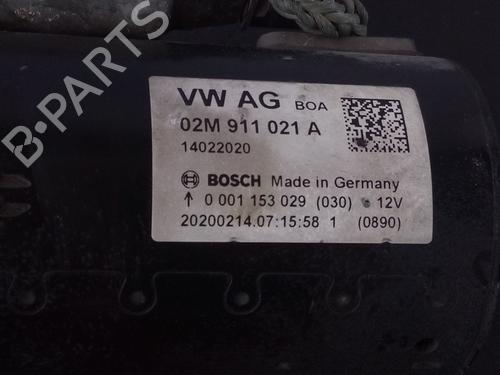 VW AG BOA
02M 911 021 A
14022020
BOSCH Made in Germany
↑ 0 001 153 029 (030) • 12V
20200214.07:15:58 1 (0890)
B-PARTS